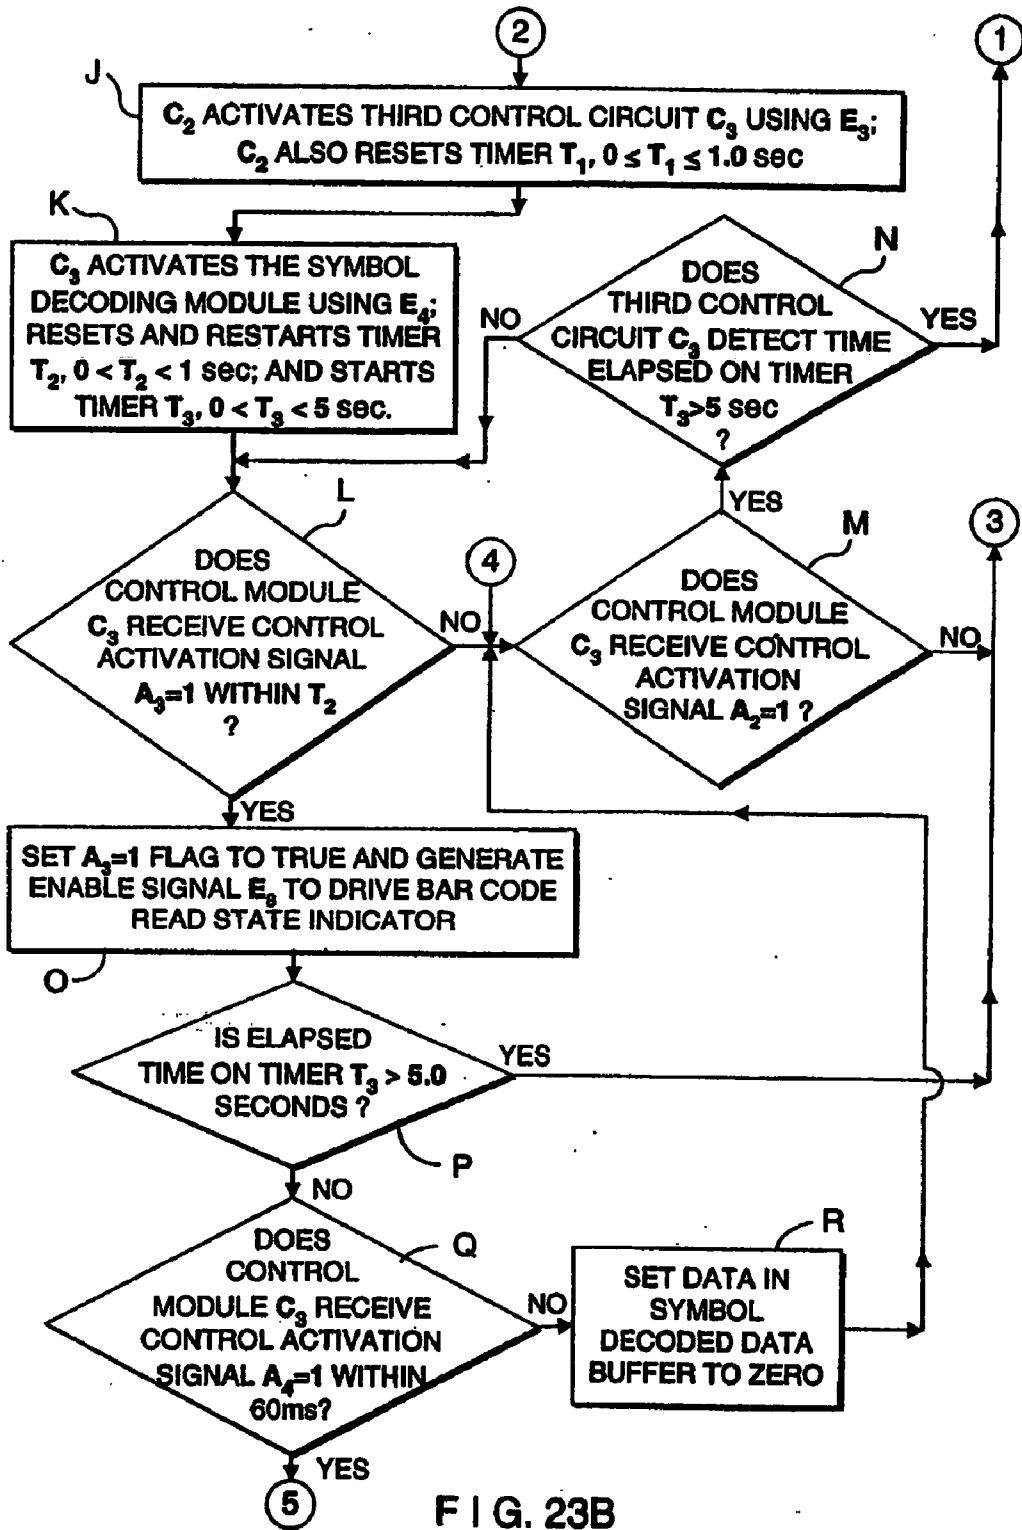 2
1
J
C2 ACTIVATES THIRD CONTROL CIRCUIT C3 USING E3;
C2 ALSO RESETS TIMER T1, 0 ≤ T1 ≤ 1.0 sec
K
C3 ACTIVATES THE SYMBOL
DECODING MODULE USING E4;
RESETS AND RESTARTS TIMER
T2, 0 < T2 < 1 sec; AND STARTS
TIMER T3, 0 < T3 < 5 sec.
N
DOES
THIRD CONTROL
CIRCUIT C3 DETECT TIME
ELAPSED ON TIMER
T3>5 sec
?
NO
YES
L
DOES
CONTROL MODULE
C3 RECEIVE CONTROL
ACTIVATION SIGNAL
A3=1 WITHIN T2
?
NO
4
YES
M
DOES
CONTROL MODULE
C3 RECEIVE CONTROL
ACTIVATION
SIGNAL A2=1 ?
NO
3
YES
SET A3=1 FLAG TO TRUE AND GENERATE
ENABLE SIGNAL E8 TO DRIVE BAR CODE
READ STATE INDICATOR
O
IS ELAPSED
TIME ON TIMER T3 > 5.0
SECONDS ?
YES
P
NO
DOES
CONTROL
MODULE C3 RECEIVE
CONTROL ACTIVATION
SIGNAL A4=1 WITHIN
60ms?
Q
NO
R
SET DATA IN
SYMBOL
DECODED DATA
BUFFER TO ZERO
YES
5
FIG. 23B